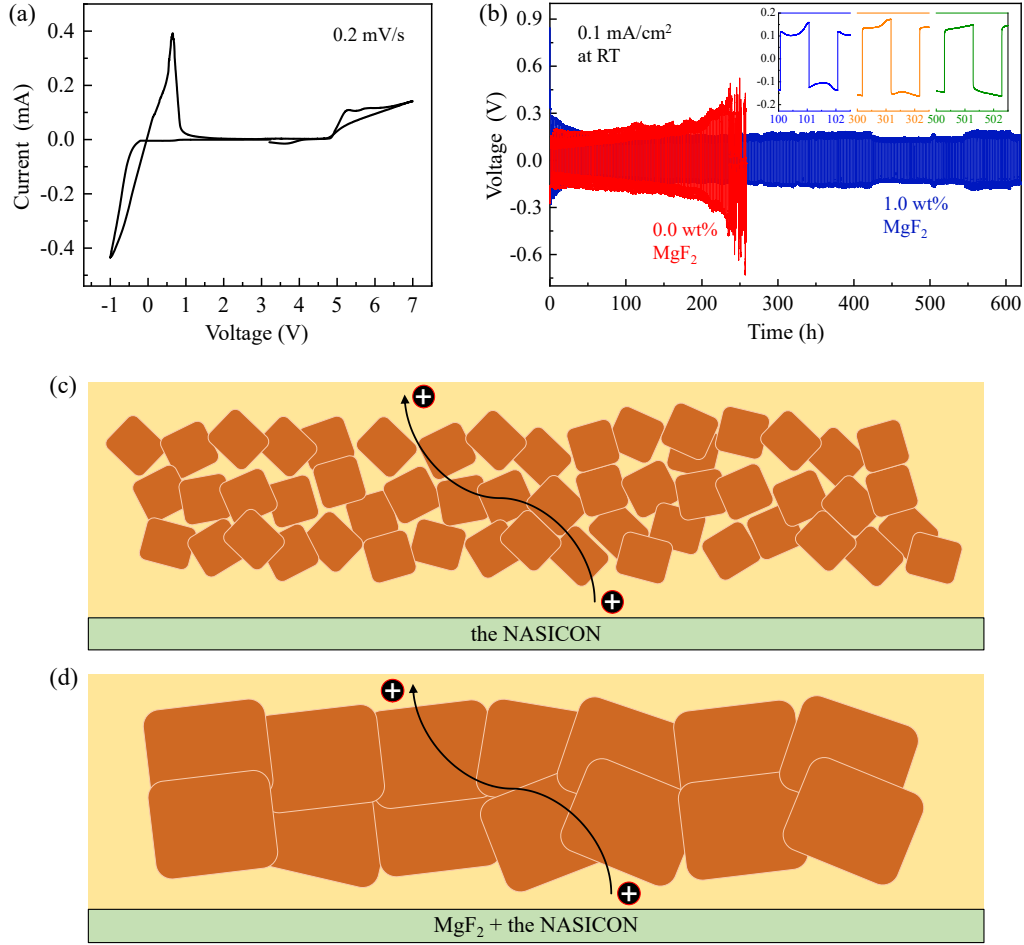 (a)
0.2 mV/s
0.4
0.2
0.0
-0.2
-0.4
Current (mA)
-1 0 1 2 3 4 5 6 7
Voltage (V)
(b)
0.1 mA/cm²
at RT
0.9
0.6
0.3
0.0
-0.3
-0.6
Voltage (V)
0.2
0.1
0.0
-0.1
-0.2
100 101 102 300 301 302 500 501 502
0.0 wt%
MgF₂
1.0 wt%
MgF₂
0 100 200 300 400 500 600
Time (h)
(c)
+
+
the NASICON
(d)
+
+
MgF₂ + the NASICON